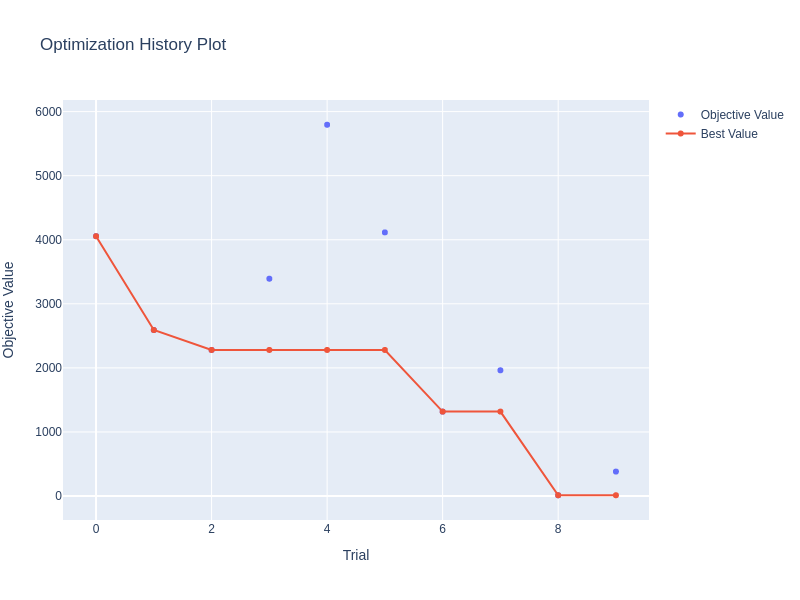 Optimization History Plot
Objective Value
Best Value
6000
5000
4000
3000
2000
1000
0
Objective Value
0 2 4 6 8
Trial